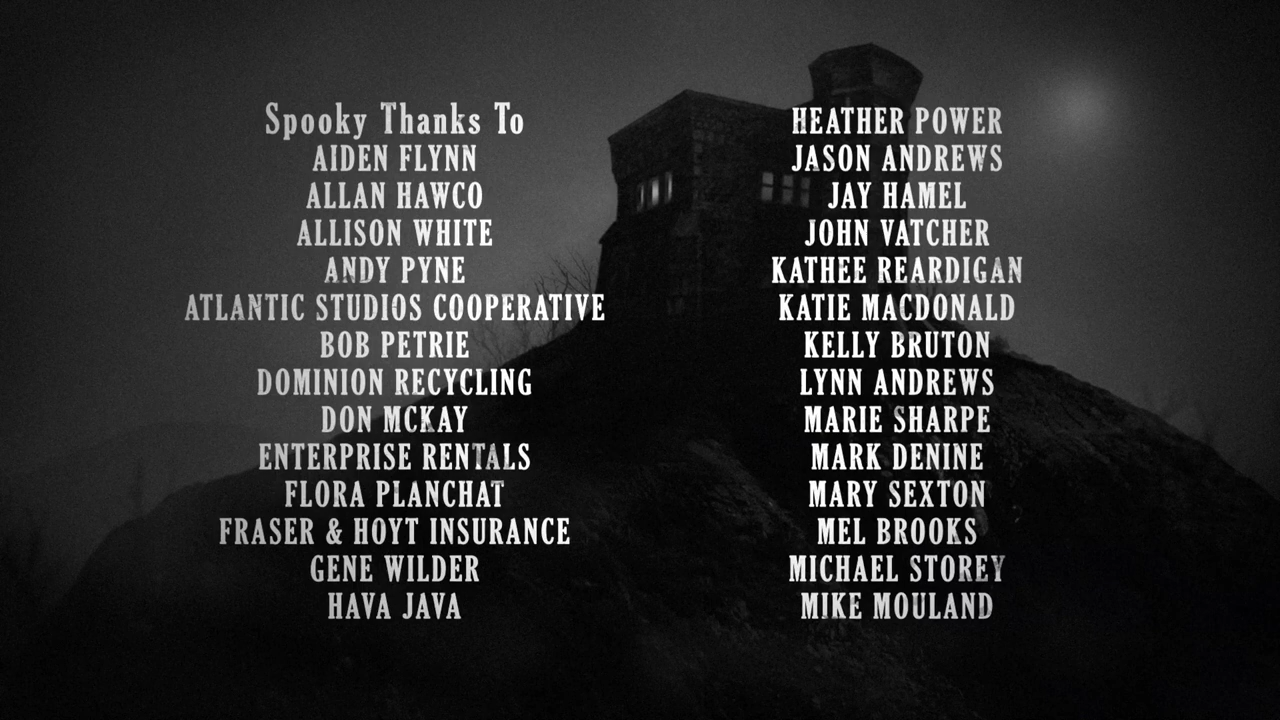 Spooky Thanks To
AIDEN FLYNN
ALLAN HAWCO
ALLISON WHITE
ANDY PYNE
ATLANTIC STUDIOS COOPERATIVE
BOB PETRIE
DOMINION RECYCLING
DON MCKAY
ENTERPRISE RENTALS
FLORA PLANCHAT
FRASER & HOYT INSURANCE
GENE WILDER
HAVA JAVA
HEATHER POWER
JASON ANDREWS
JAY HAMEL
JOHN VATCHER
KATHEE REARDIGAN
KATIE MACDONALD
KELLY BRUTON
LYNN ANDREWS
MARIE SHARPE
MARK DENINE
MARY SEXTON
MEL BROOKS
MICHAEL STOREY
MIKE MOULAND